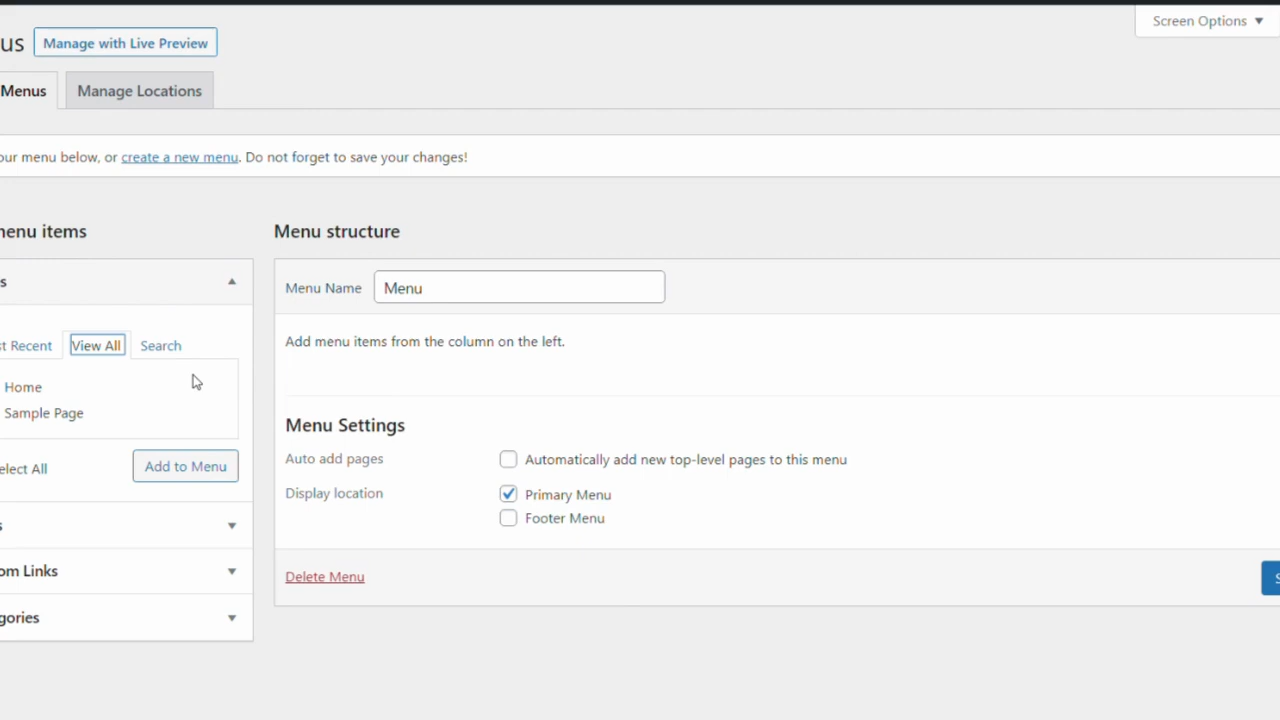 Screen Options
us Manage with Live Preview
Menus Manage Locations
our menu below, or create a new menu. Do not forget to save your changes!
menu items
Menu structure
s
Menu Name Menu
st Recent View All Search
Add menu items from the column on the left.
Home
Sample Page
elect All Add to Menu
Menu Settings
Auto add pages Automatically add new top-level pages to this menu
Display location Primary Menu
Footer Menu
s
om Links
gories
Delete Menu
S